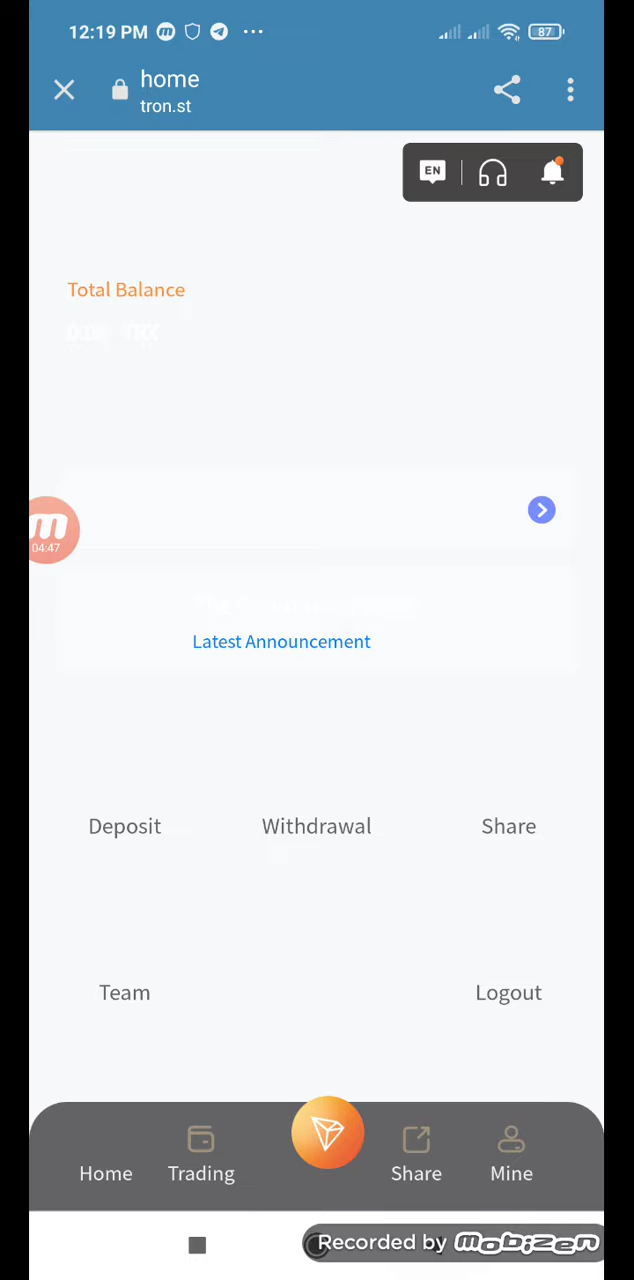 12:19 PM
87
home
tron.st
EN
Total Balance
04:47
Latest Announcement
Deposit Withdrawal Share
Team Logout
Home Trading Share Mine
Recorded by mobizen